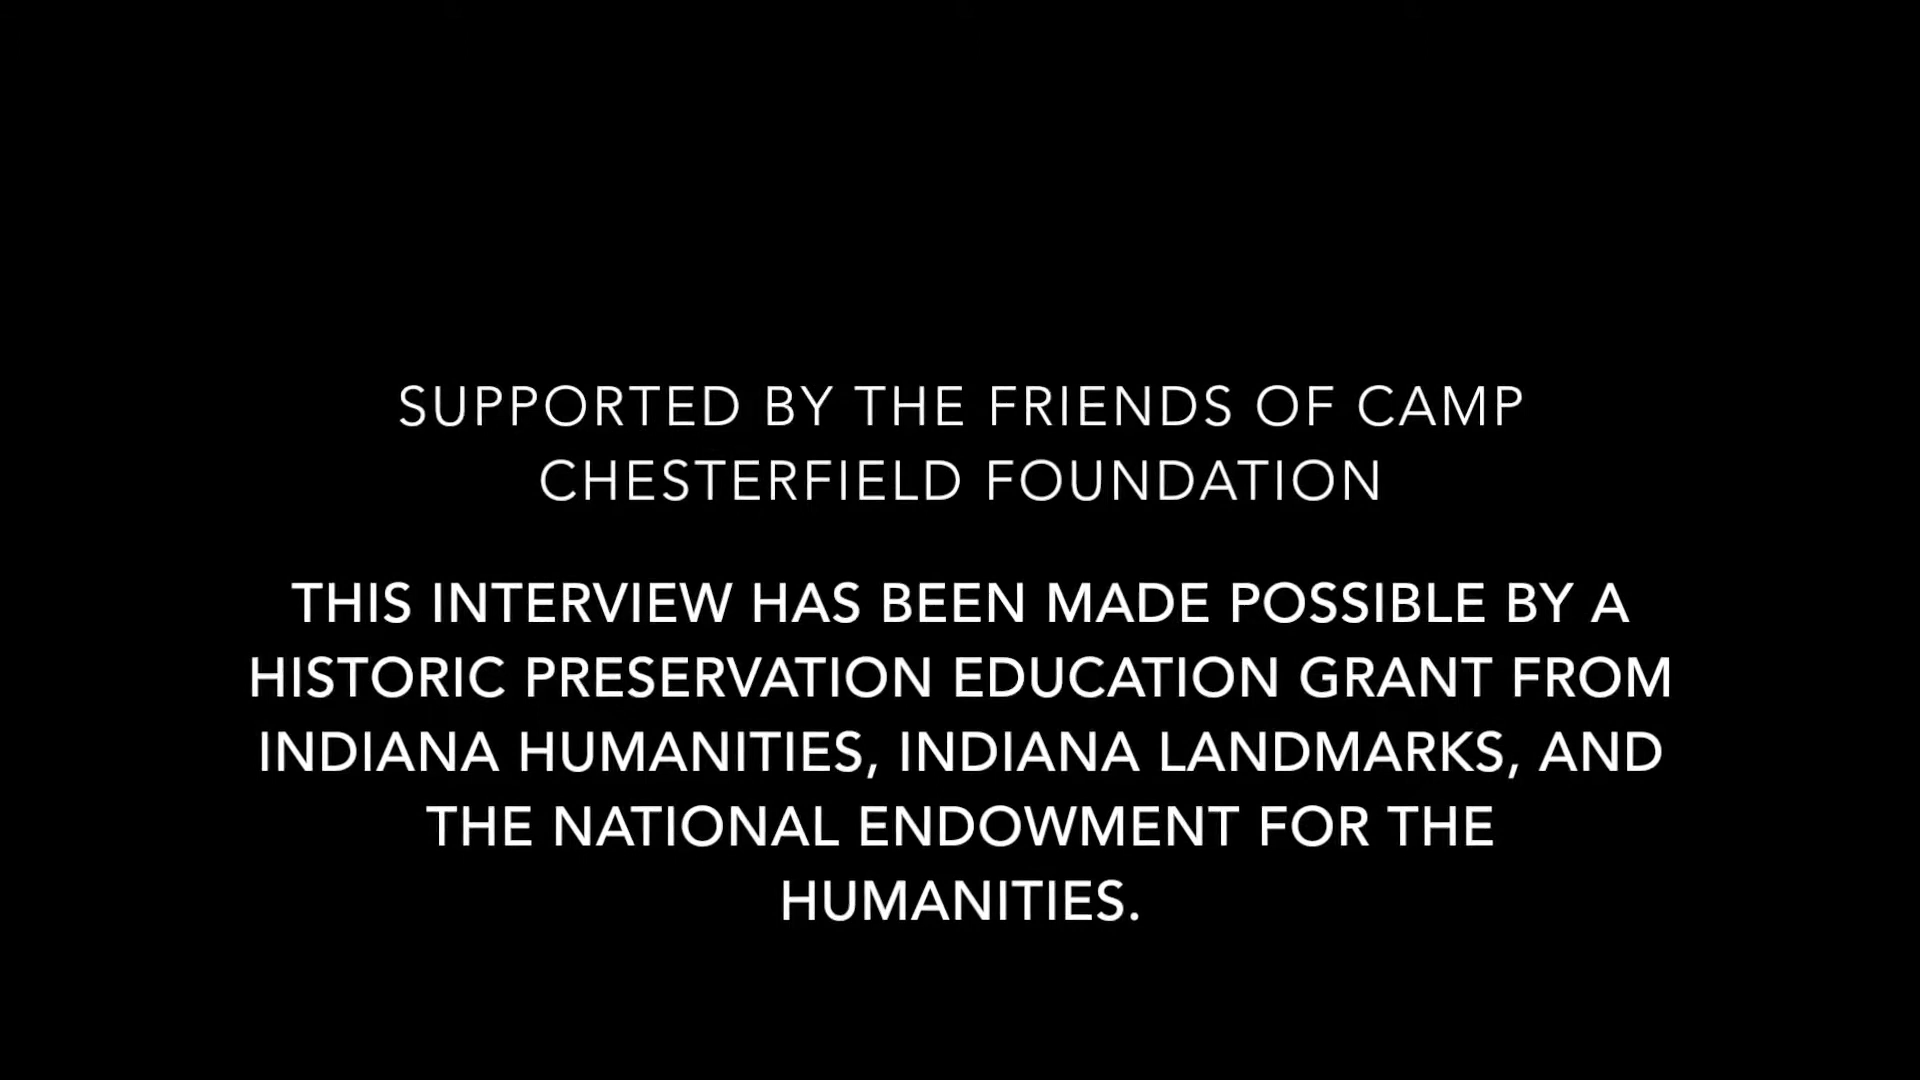 SUPPORTED BY THE FRIENDS OF CAMP
CHESTERFIELD FOUNDATION
THIS INTERVIEW HAS BEEN MADE POSSIBLE BY A
HISTORIC PRESERVATION EDUCATION GRANT FROM
INDIANA HUMANITIES, INDIANA LANDMARKS, AND
THE NATIONAL ENDOWMENT FOR THE
HUMANITIES.